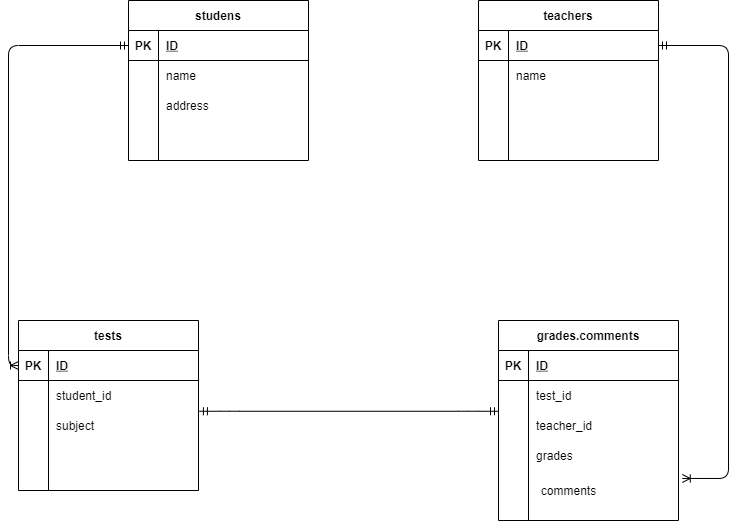 studens
PK ID
name
address
teachers
PK ID
name
tests
PK ID
student_id
subject
grades.comments
PK ID
test_id
teacher_id
grades
comments